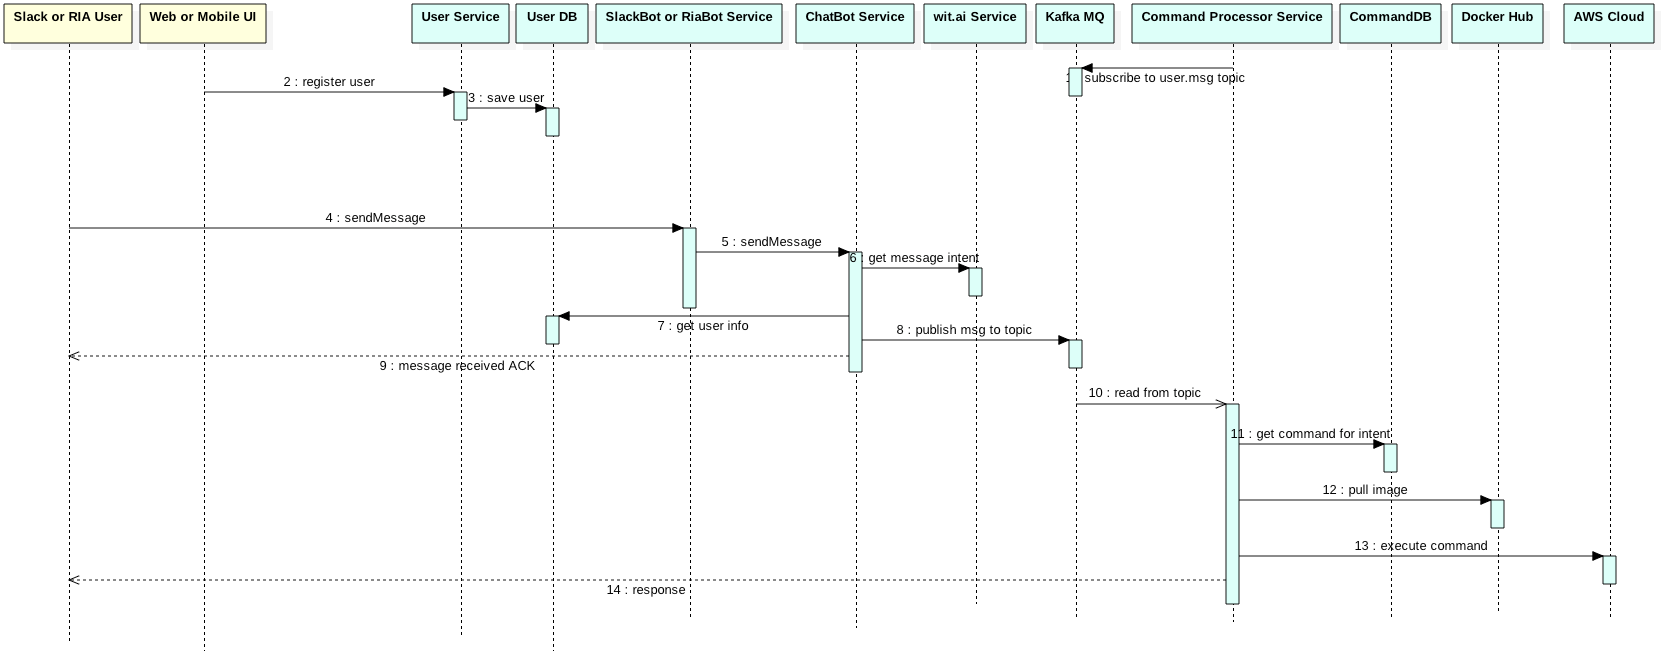 Slack or RIA User
Web or Mobile UI
User Service
User DB
SlackBot or RiaBot Service
ChatBot Service
wit.ai Service
Kafka MQ
Command Processor Service
CommandDB
Docker Hub
AWS Cloud
1 : subscribe to user.msg topic
2 : register user
3 : save user
4 : sendMessage
5 : sendMessage
6 : get message intent
7 : get user info
8 : publish msg to topic
9 : message received ACK
10 : read from topic
11 : get command for intent
12 : pull image
13 : execute command
14 : response